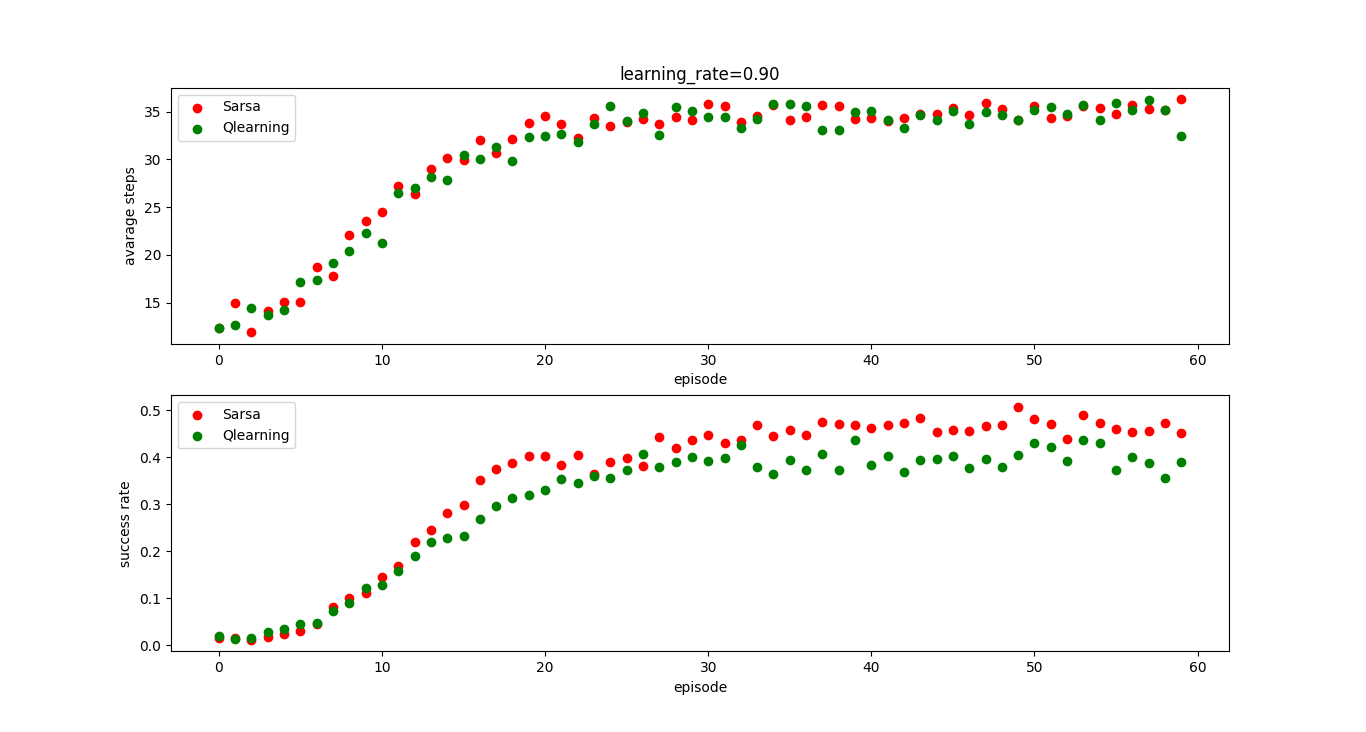 learning_rate=0.90
Sarsa
Qlearning
avarage steps
35
30
25
20
15
0 10 20 30 40 50 60
episode
Sarsa
Qlearning
success rate
0.5
0.4
0.3
0.2
0.1
0.0
0 10 20 30 40 50 60
episode